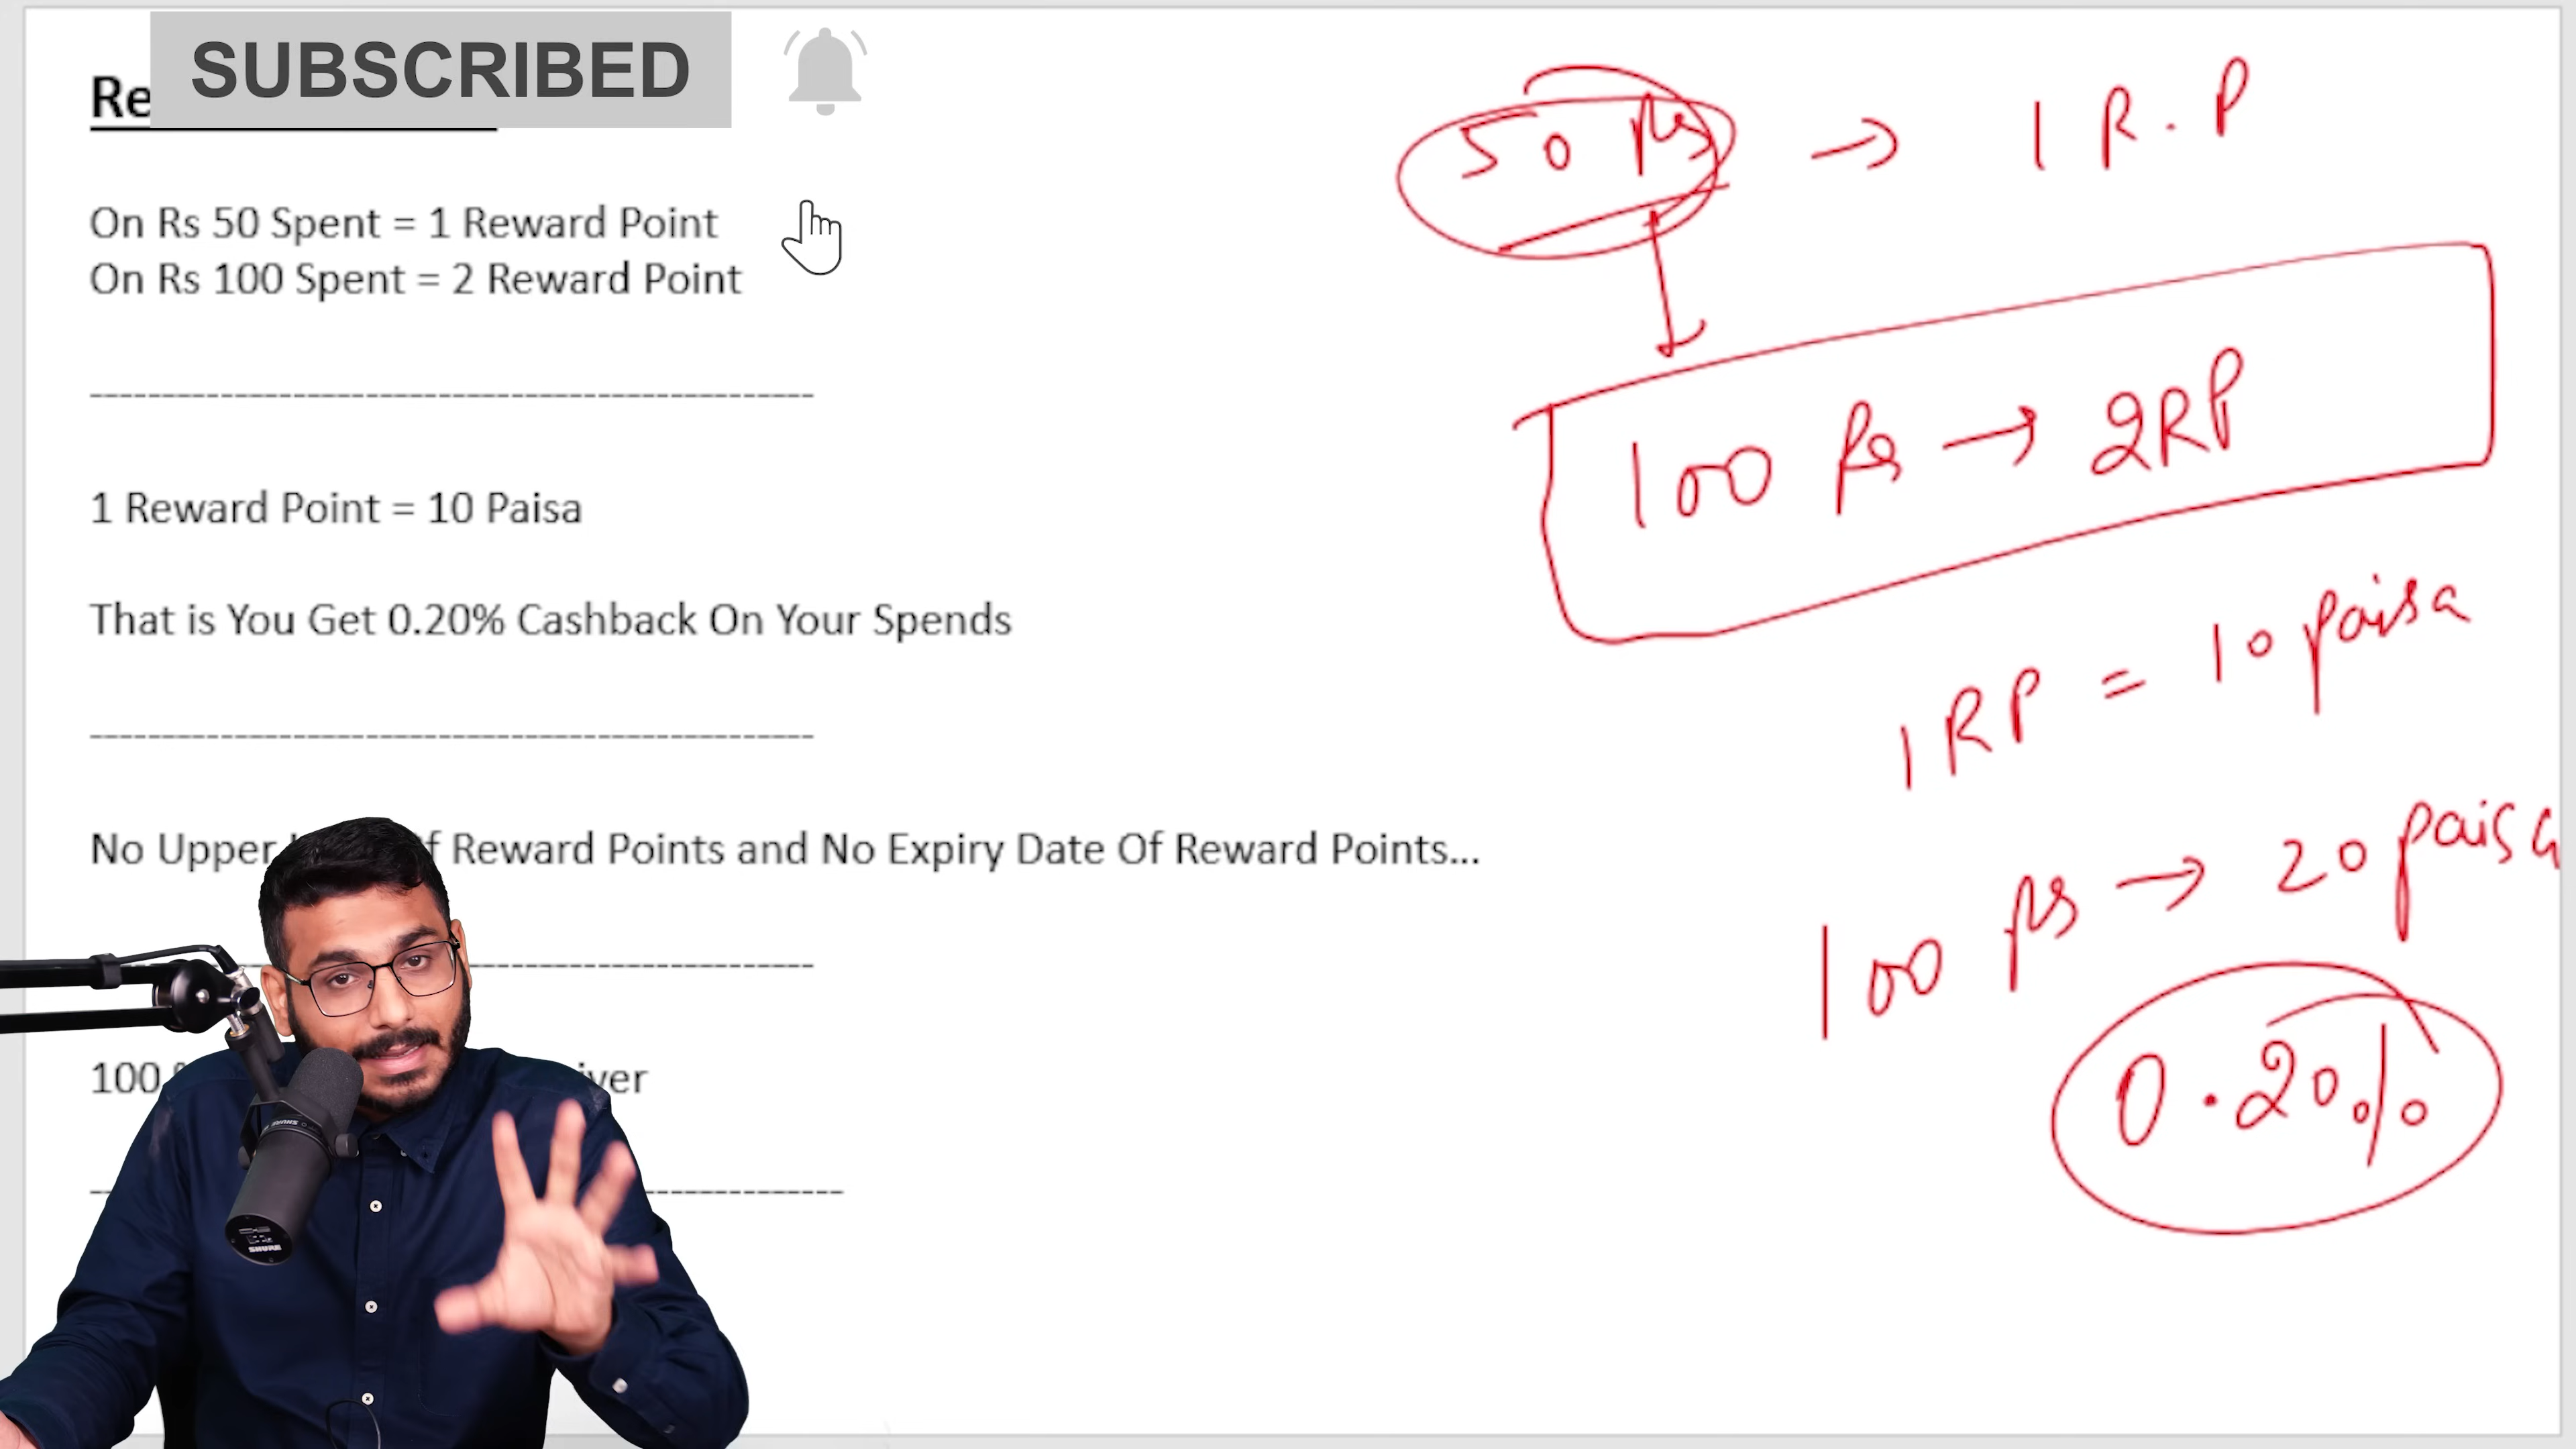 SUBSCRIBED
Re
On Rs 50 Spent = 1 Reward Point
On Rs 100 Spent = 2 Reward Point
1 Reward Point = 10 Paisa
That is You Get 0.20% Cashback On Your Spends
No Upper Of Reward Points and No Expiry Date Of Reward Points...
100
50 Rs → 1 R.P
100 Rs → 2RP
1RP = 10 paisa
100 Rs → 20 paisa
0.20%
SHURE